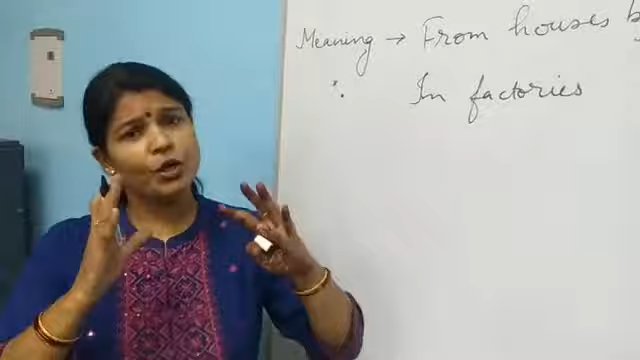 Meaning → From houses
∴ In factories